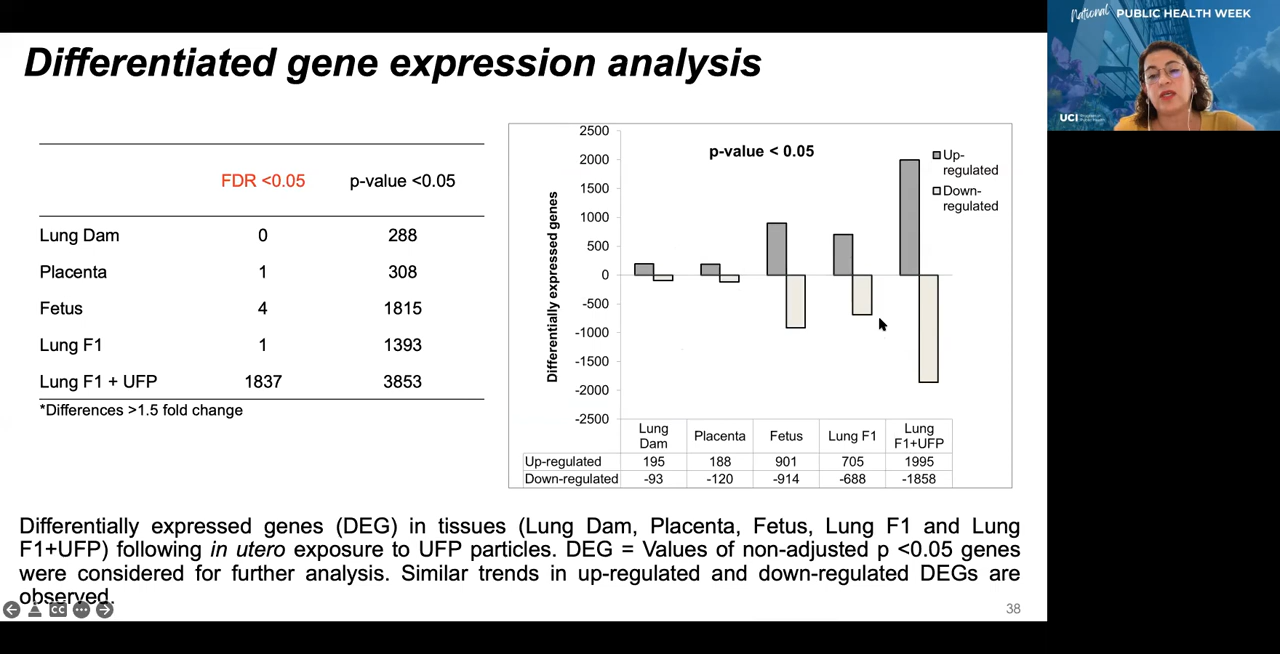 National PUBLIC HEALTH WEEK
UCI
Differentiated gene expression analysis
FDR <0.05 p-value <0.05
Lung Dam 0 288
Placenta 1 308
Fetus 4 1815
Lung F1 1 1393
Lung F1 + UFP 1837 3853
*Differences >1.5 fold change
p-value < 0.05
Differentially expressed genes
2500
2000
1500
1000
500
0
-500
-1000
-1500
-2000
-2500
Up-
regulated
Down-
regulated
Lung Dam Placenta Fetus Lung F1 Lung F1+UFP
Up-regulated 195 188 901 705 1995
Down-regulated -93 -120 -914 -688 -1858
Differentially expressed genes (DEG) in tissues (Lung Dam, Placenta, Fetus, Lung F1 and Lung
F1+UFP) following in utero exposure to UFP particles. DEG = Values of non-adjusted p <0.05 genes
were considered for further analysis. Similar trends in up-regulated and down-regulated DEGs are
observed.
CC
38